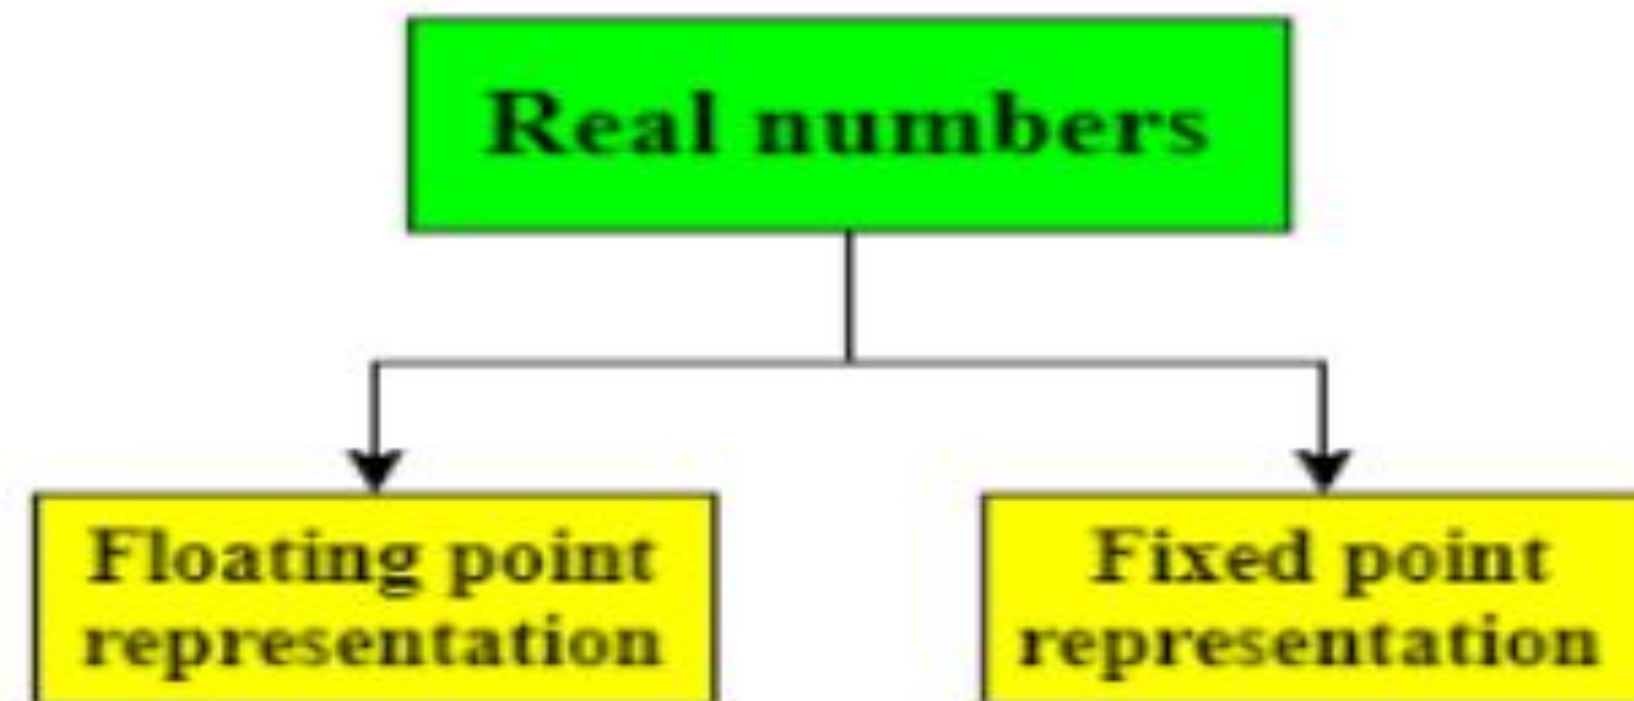 Real numbers
Floating point
representation
Fixed point
representation